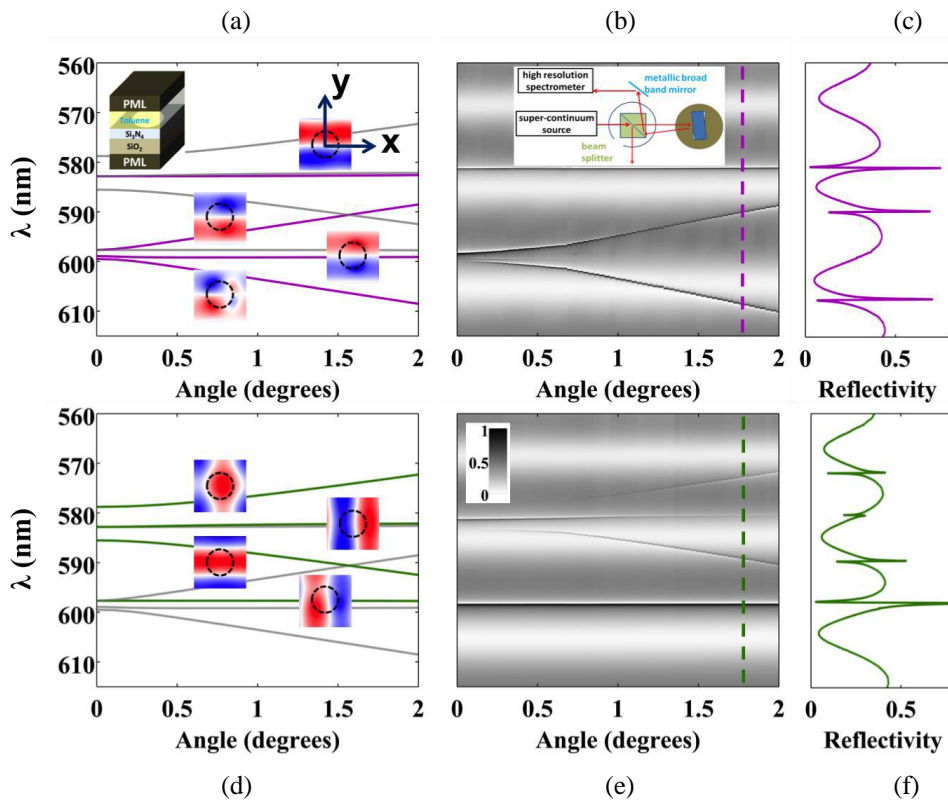 (a) (b) (c)
560
570
580
590
600
610
λ (nm)
PML
Toluene
Si3N4
SiO2
PML
y
x
0 0.5 1 1.5 2
Angle (degrees)
high resolution
spectrometer
metallic broad
band mirror
super-continuum
source
beam
splitter
0 0.5 1 1.5 2
Angle (degrees)
0 0.5
Reflectivity
560
570
580
590
600
610
λ (nm)
0 0.5 1 1.5 2
Angle (degrees)
1
0.5
0
0 0.5 1 1.5 2
Angle (degrees)
0 0.5
Reflectivity
(d) (e) (f)